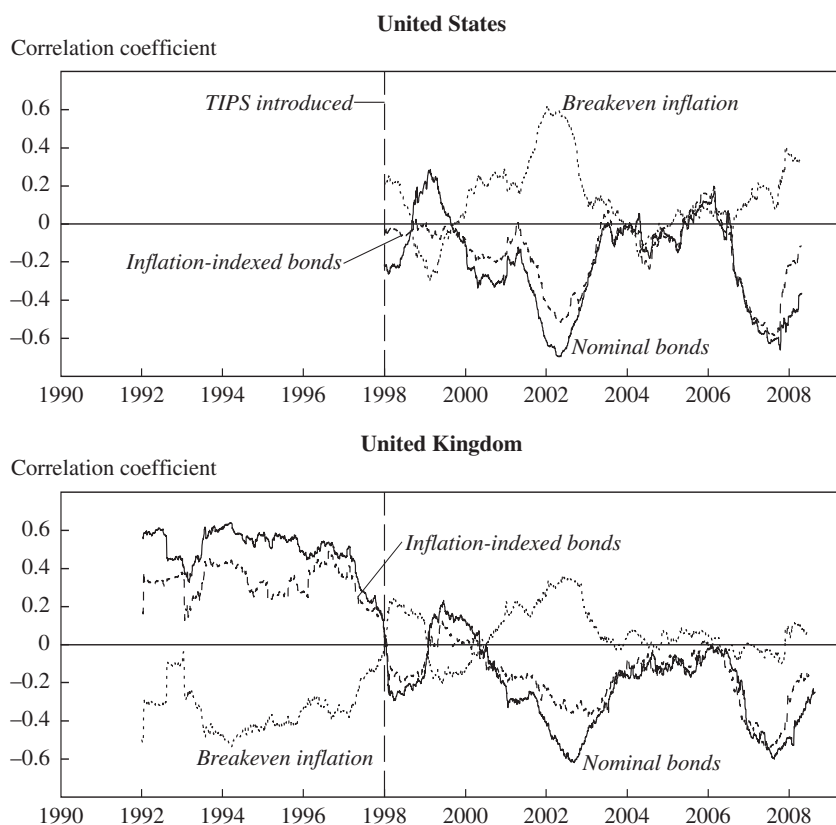 United States
Correlation coefficient
TIPS introduced
Breakeven inflation
0.6
0.4
0.2
0
–0.2
–0.4
–0.6
Inflation-indexed bonds
Nominal bonds
1990 1992 1994 1996 1998 2000 2002 2004 2006 2008
United Kingdom
Correlation coefficient
0.6
0.4
0.2
0
–0.2
–0.4
–0.6
Inflation-indexed bonds
Breakeven inflation
Nominal bonds
1990 1992 1994 1996 1998 2000 2002 2004 2006 2008